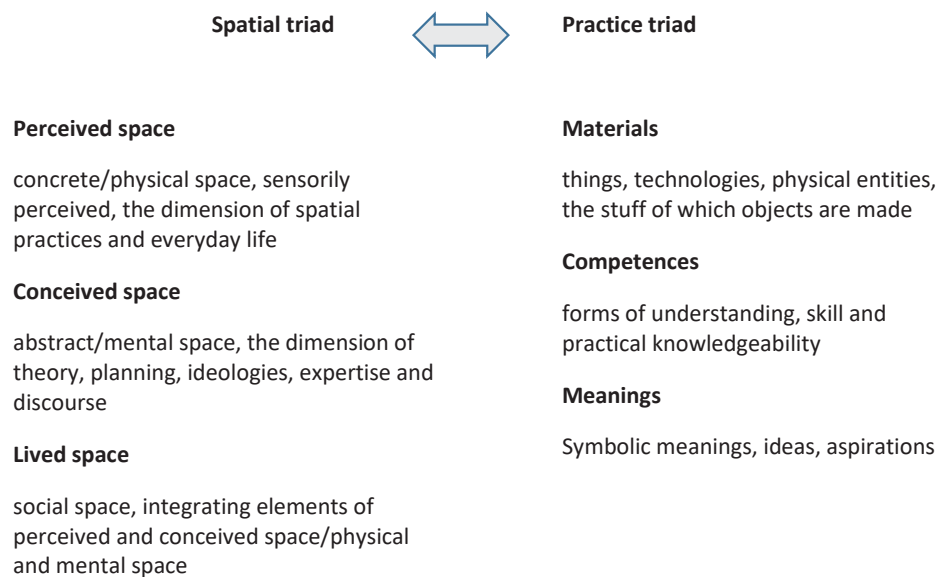 Spatial triad
Practice triad
Perceived space
concrete/physical space, sensorily
perceived, the dimension of spatial
practices and everyday life
Conceived space
abstract/mental space, the dimension of
theory, planning, ideologies, expertise and
discourse
Lived space
social space, integrating elements of
perceived and conceived space/physical
and mental space
Materials
things, technologies, physical entities,
the stuff of which objects are made
Competences
forms of understanding, skill and
practical knowledgeability
Meanings
Symbolic meanings, ideas, aspirations